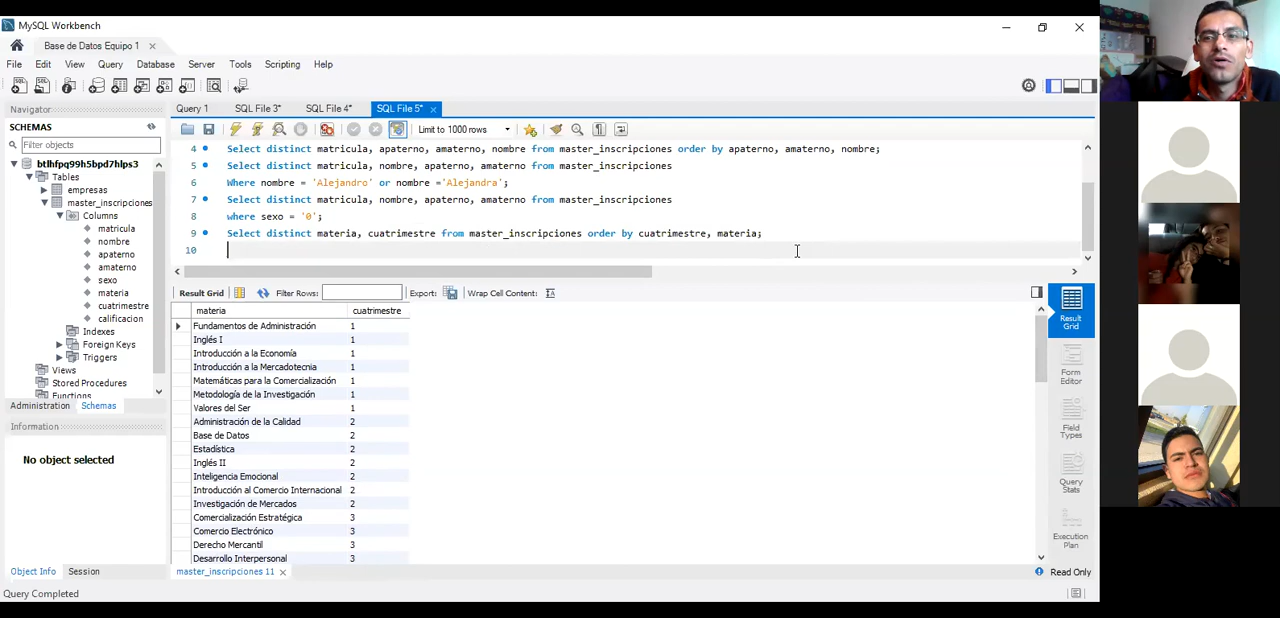 MySQL Workbench
Base de Datos Equipo 1
File Edit View Query Database Server Tools Scripting Help
Navigator
SCHEMAS
Filter objects
btlhfpq99h5bpd7hlps3
Tables
empresas
master_inscripciones
Columns
matricula
nombre
apaterno
amaterno
sexo
materia
cuatrimestre
calificacion
Indexes
Foreign Keys
Triggers
Views
Stored Procedures
Functions
Administration Schemas
Information
No object selected
Object Info Session
Query Completed
Query 1 SQL File 3* SQL File 4* SQL File 5*
Limit to 1000 rows
4 Select distinct matricula, apaterno, amaterno, nombre from master_inscripciones order by apaterno, amaterno, nombre;
5 Select distinct matricula, nombre, apaterno, amaterno from master_inscripciones
6 Where nombre = 'Alejandro' or nombre ='Alejandra';
7 Select distinct matricula, nombre, apaterno, amaterno from master_inscripciones
8 where sexo = '0';
9 Select distinct materia, cuatrimestre from master_inscripciones order by cuatrimestre, materia;
10
Result Grid Filter Rows: Export: Wrap Cell Content:
materia cuatrimestre
Fundamentos de Administración 1
Inglés I 1
Introducción a la Economía 1
Introducción a la Mercadotecnia 1
Matemáticas para la Comercialización 1
Metodología de la Investigación 1
Valores del Ser 1
Administración de la Calidad 2
Base de Datos 2
Estadística 2
Inglés II 2
Inteligencia Emocional 2
Introducción al Comercio Internacional 2
Investigación de Mercados 2
Comercialización Estratégica 3
Comercio Electrónico 3
Derecho Mercantil 3
Desarrollo Interpersonal 3
master_inscripciones 11
Result Grid
Form Editor
Field Types
Query Stats
Execution Plan
Read Only